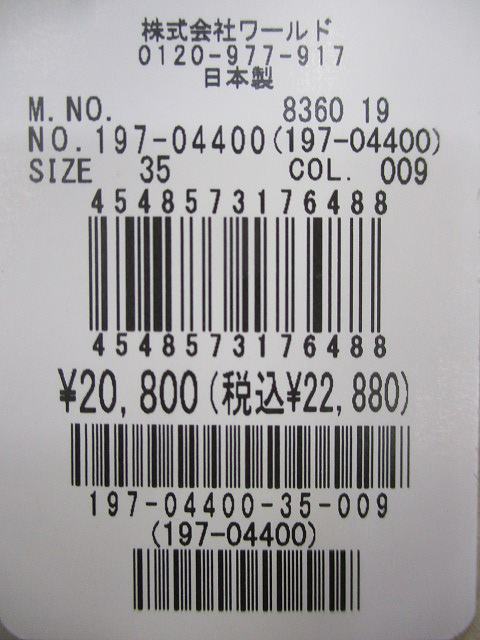 株式会社ワールド
0120-977-917
日本製
M.NO. 8360 19
NO.197-04400(197-04400)
SIZE 35 COL. 009
4548573176488
4548573176488
¥20,800(税込¥22,880)
197-04400-35-009
(197-04400)